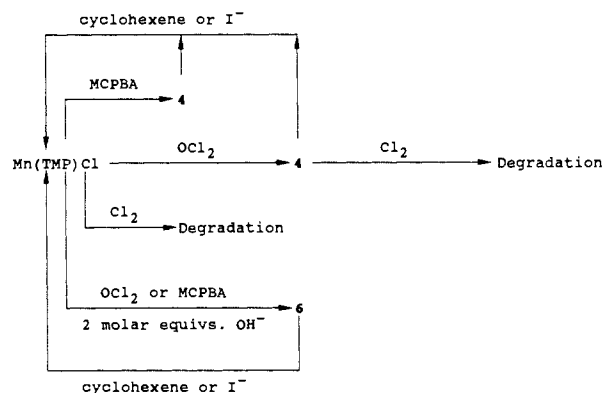 cyclohexene or I⁻
MCPBA
4
Mn(TMP)Cl
OCl₂
4
Cl₂
Degradation
Cl₂
Degradation
OCl₂ or MCPBA
6
2 molar equivs. OH⁻
cyclohexene or I⁻